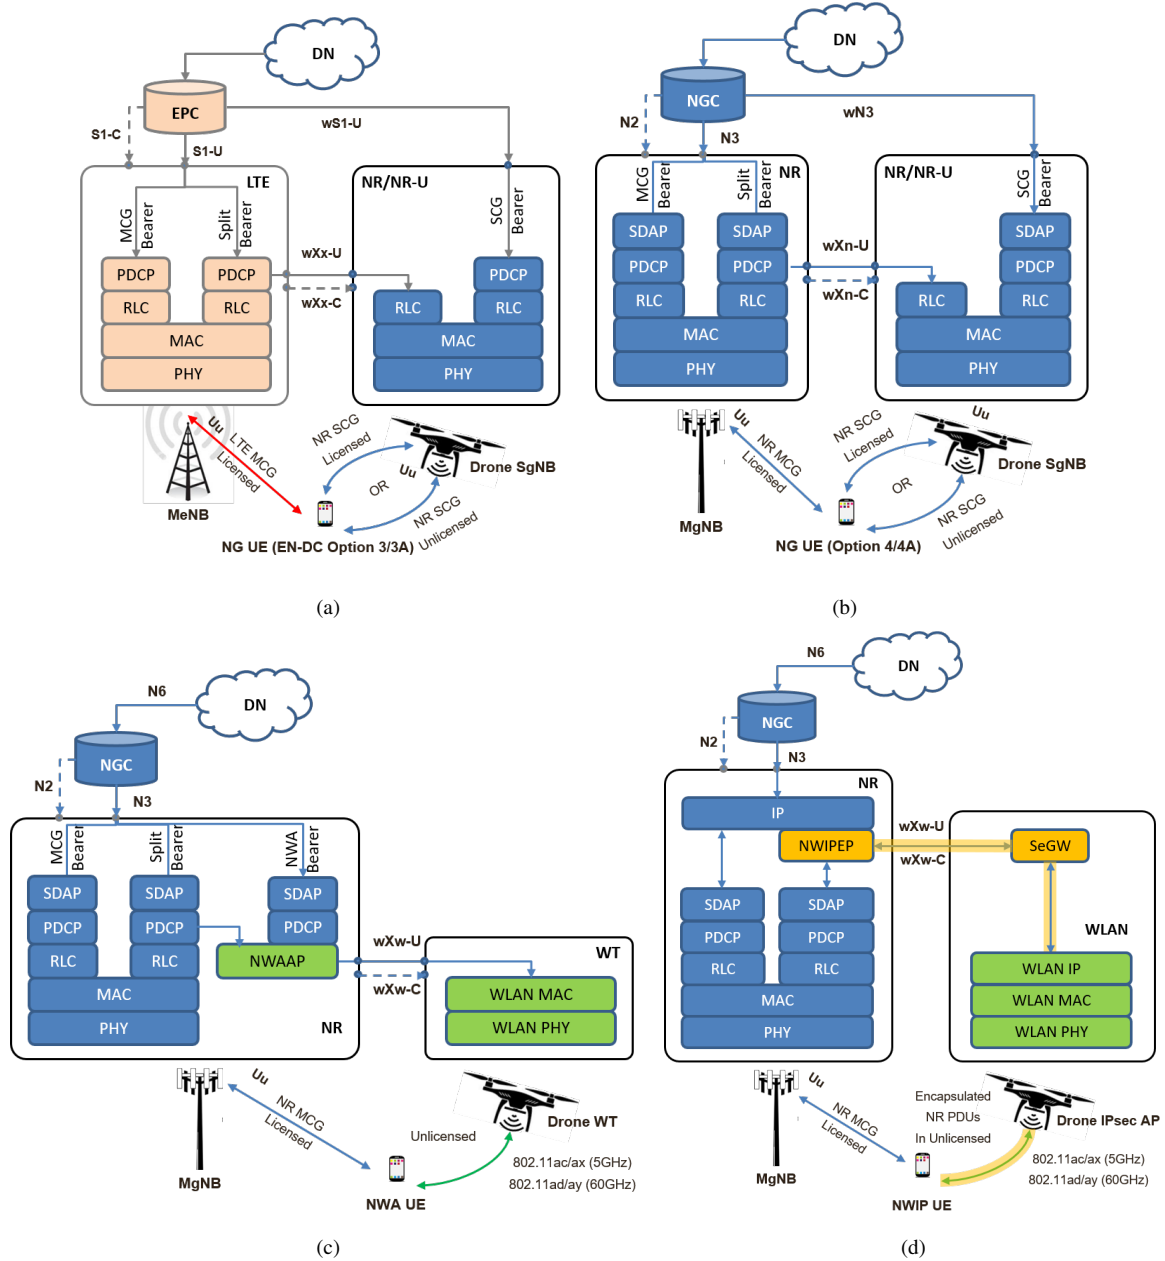 DN
EPC
S1-C
S1-U
wS1-U
LTE
NR/NR-U
MCG
Bearer
Split
Bearer
SCG
Bearer
PDCP
PDCP
PDCP
wXx-U
wXx-C
RLC
RLC
RLC
RLC
MAC
MAC
PHY
PHY
Uu
LTE MCG
Licensed
NR SCG
Licensed
OR
Uu
Drone SgNB
NR SCG
Unlicensed
MeNB
NG UE (EN-DC Option 3/3A)
(a)
DN
NGC
N2
N3
wN3
NR
NR/NR-U
MCG
Bearer
Split
Bearer
SCG
Bearer
SDAP
SDAP
SDAP
PDCP
PDCP
PDCP
wXn-U
wXn-C
RLC
RLC
RLC
RLC
MAC
MAC
PHY
PHY
Uu
NR MCG
Licensed
NR SCG
Licensed
OR
Uu
Drone SgNB
NR SCG
Unlicensed
MgNB
NG UE (Option 4/4A)
(b)
N6
DN
NGC
N2
N3
MCG
Bearer
Split
Bearer
NWA
Bearer
SDAP
SDAP
SDAP
PDCP
PDCP
PDCP
RLC
RLC
NWAAP
MAC
PHY
NR
wXw-U
wXw-C
WT
WLAN MAC
WLAN PHY
Uu
NR MCG
Licensed
Unlicensed
Drone WT
802.11ac/ax (5GHz)
802.11ad/ay (60GHz)
MgNB
NWA UE
(c)
N6
DN
NGC
N2
N3
NR
IP
NWIPEP
wXw-U
wXw-C
SeGW
SDAP
SDAP
PDCP
PDCP
RLC
RLC
MAC
PHY
WLAN
WLAN IP
WLAN MAC
WLAN PHY
Uu
NR MCG
Licensed
Encapsulated
NR PDUs
In Unlicensed
Drone IPsec AP
802.11ac/ax (5GHz)
802.11ad/ay (60GHz)
MgNB
NWIP UE
(d)